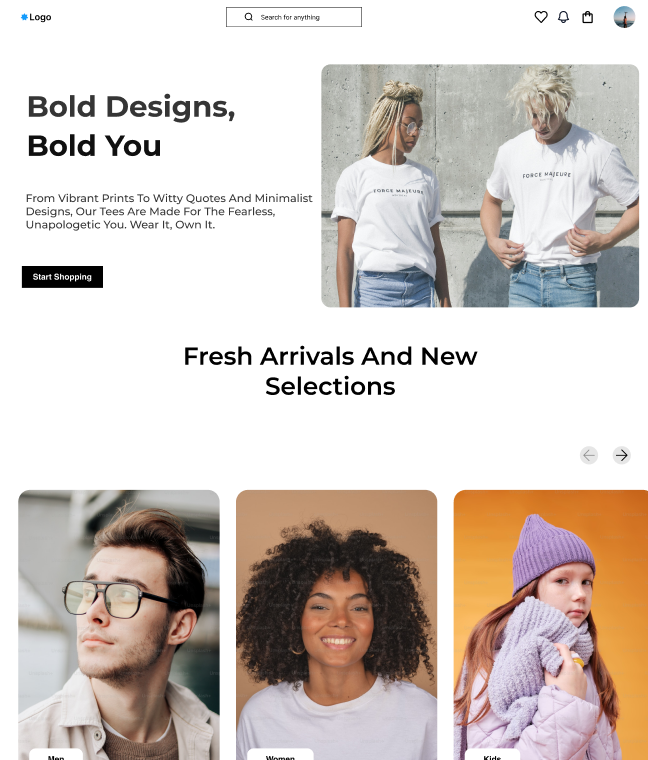 Logo
Search for anything
Bold Designs,
Bold You
FORCE MAJEURE
FORCE MAJEURE
From Vibrant Prints To Witty Quotes And Minimalist
Designs, Our Tees Are Made For The Fearless,
Unapologetic You. Wear It, Own It.
Start Shopping
Fresh Arrivals And New
Selections
Men
Women
Kids